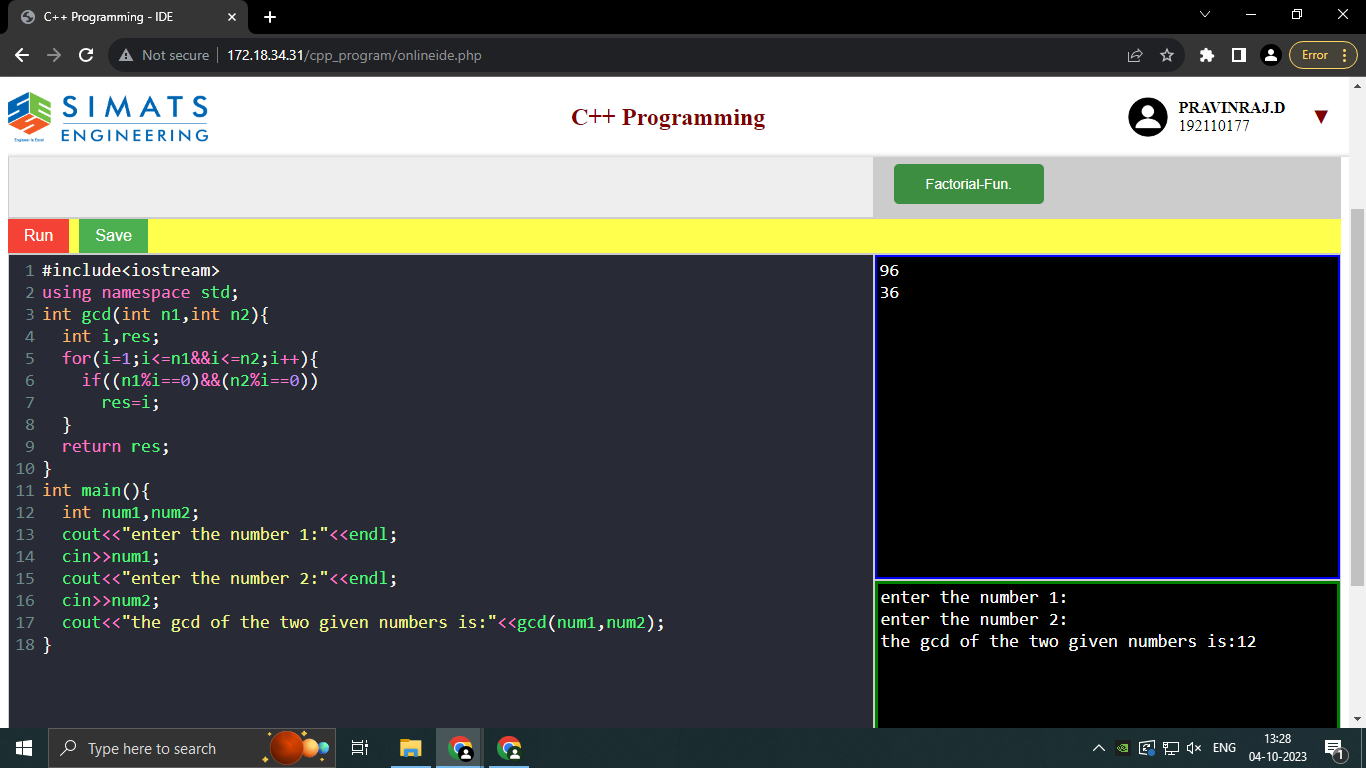 C++ Programming - IDE
Not secure 172.18.34.31/cpp_program/onlineide.php
Error
SIMATS
ENGINEERING
C++ Programming
PRAVINRAJ.D
192110177
Factorial-Fun.
Run Save
1 #include<iostream>
2 using namespace std;
3 int gcd(int n1,int n2){
4   int i,res;
5   for(i=1;i<=n1&&i<=n2;i++){
6     if((n1%i==0)&&(n2%i==0))
7       res=i;
8   }
9   return res;
10 }
11 int main(){
12   int num1,num2;
13   cout<<"enter the number 1:"<<endl;
14   cin>>num1;
15   cout<<"enter the number 2:"<<endl;
16   cin>>num2;
17   cout<<"the gcd of the two given numbers is:"<<gcd(num1,num2);
18 }
96
36
enter the number 1:
enter the number 2:
the gcd of the two given numbers is:12
Type here to search
ENG
13:28
04-10-2023
1